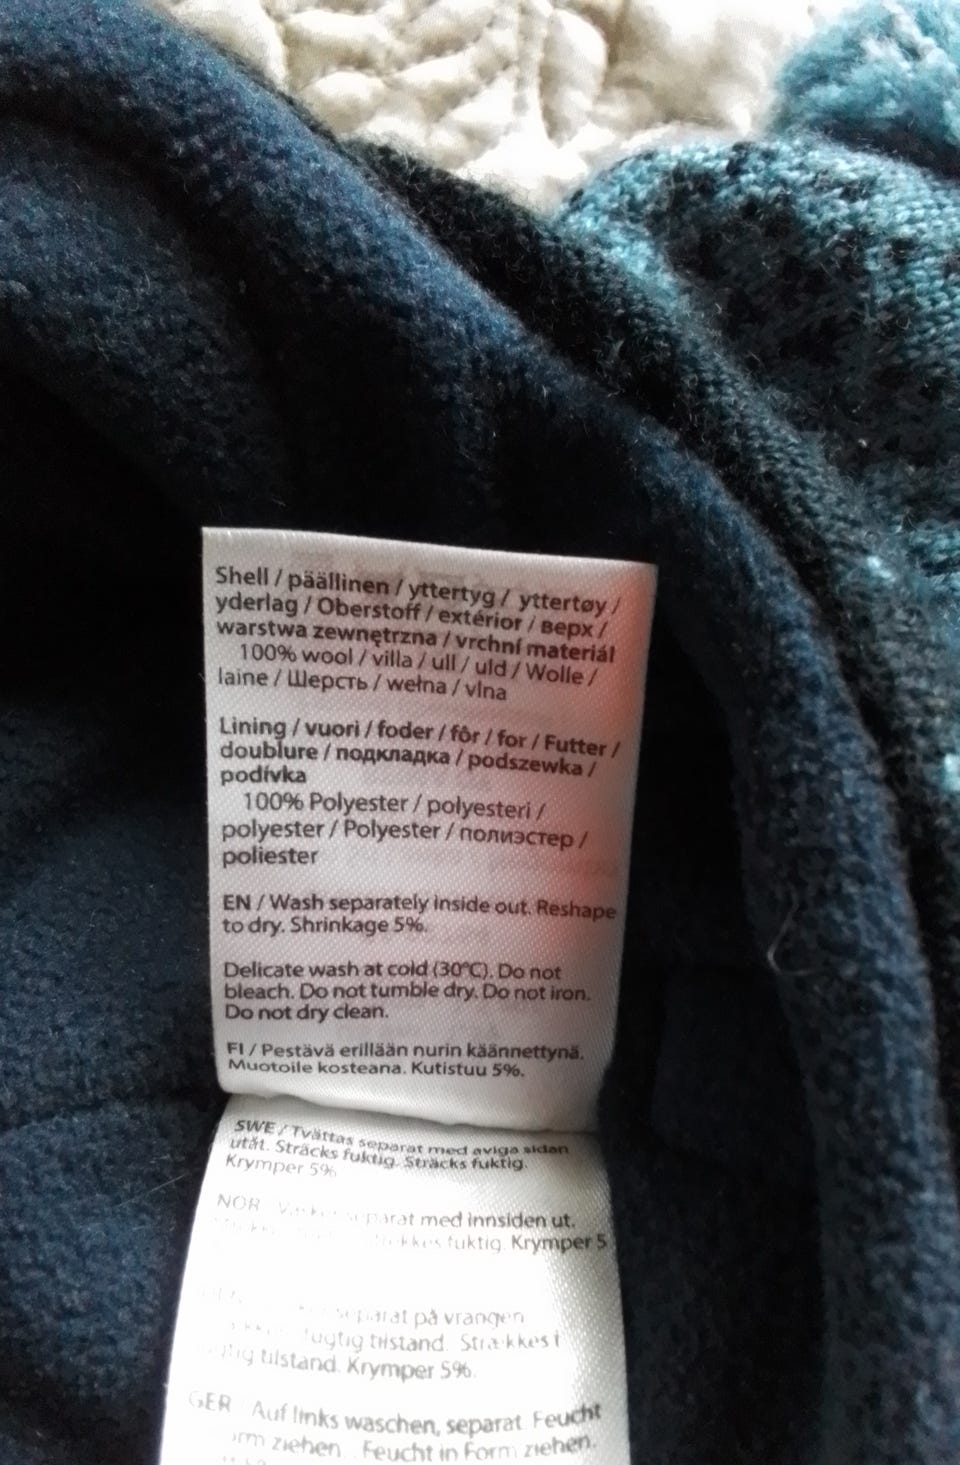 Shell / päällinen / yttertyg / yttertøy /
yderlag / Oberstoff / extérior / верх /
warstwa zewnętrzna / vrchní materiál
100% wool / villa / ull / uld / Wolle /
laine / Шерсть / wełna / vlna
Lining / vuori / foder / fôr / for / Futter /
doublure / подкладка / podszewka /
podívka
100% Polyester / polyesteri /
polyester / Polyester / полиэстер /
poliester
EN / Wash separately inside out. Reshape
to dry. Shrinkage 5%.
Delicate wash at cold (30°C). Do not
bleach. Do not tumble dry. Do not iron.
Do not dry clean.
FI / Pestävä erillään nurin käännettynä.
Muotoile kosteana. Kutistuu 5%.
SWE / Tvättas separat med aviga sidan
utåt. Sträcks fuktig. Sträcks fuktig.
Krymper 5%
NOR separat med innsiden ut.
fuktig. Krymper 5
separat på vrangen
fugtig tilstand. Strækkes i
tilstand. Krymper 5%.
GER / Auf links waschen, separat. Feucht
ziehen. Feucht in Form ziehen.